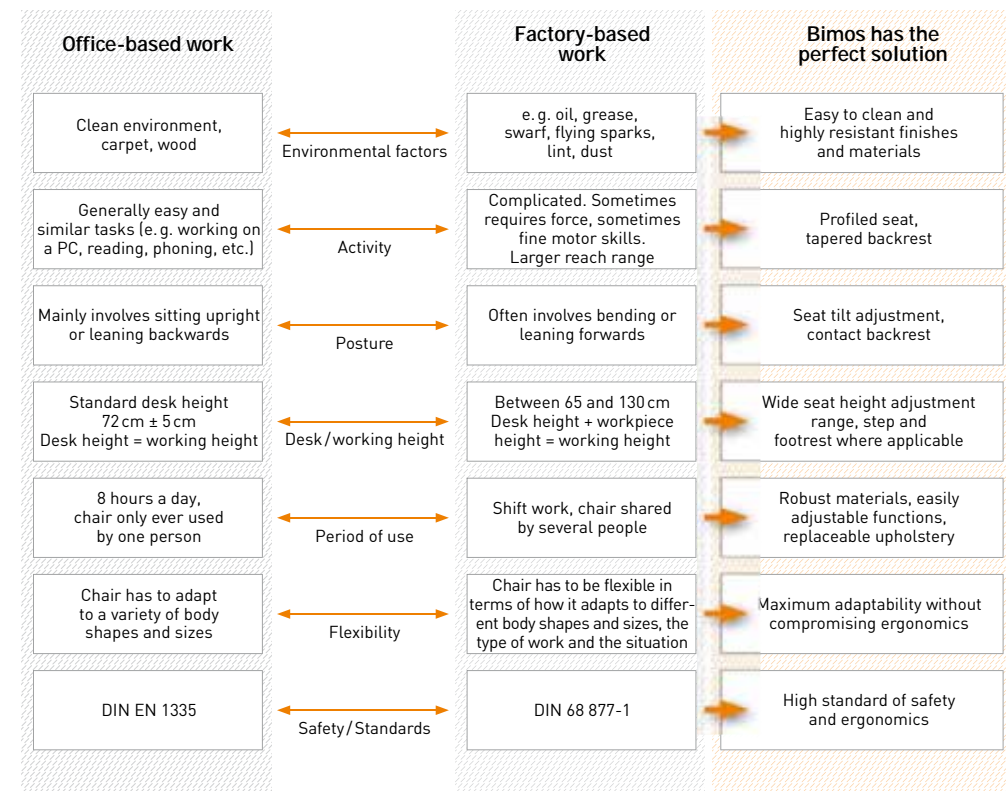 Office-based work
Factory-based
work
Bimos has the
perfect solution
Clean environment,
carpet, wood
Environmental factors
e. g. oil, grease,
swarf, flying sparks,
lint, dust
Easy to clean and
highly resistant finishes
and materials
Generally easy and
similar tasks (e. g. working on
a PC, reading, phoning, etc.)
Activity
Complicated. Sometimes
requires force, sometimes
fine motor skills.
Larger reach range
Profiled seat,
tapered backrest
Mainly involves sitting upright
or leaning backwards
Posture
Often involves bending or
leaning forwards
Seat tilt adjustment,
contact backrest
Standard desk height
72 cm ± 5 cm
Desk height = working height
Desk / working height
Between 65 and 130 cm
Desk height + workpiece
height = working height
Wide seat height adjustment
range, step and
footrest where applicable
8 hours a day,
chair only ever used
by one person
Period of use
Shift work, chair shared
by several people
Robust materials, easily
adjustable functions,
replaceable upholstery
Chair has to adapt
to a variety of body
shapes and sizes
Flexibility
Chair has to be flexible in
terms of how it adapts to differ-
ent body shapes and sizes, the
type of work and the situation
Maximum adaptability without
compromising ergonomics
DIN EN 1335
Safety / Standards
DIN 68 877-1
High standard of safety
and ergonomics